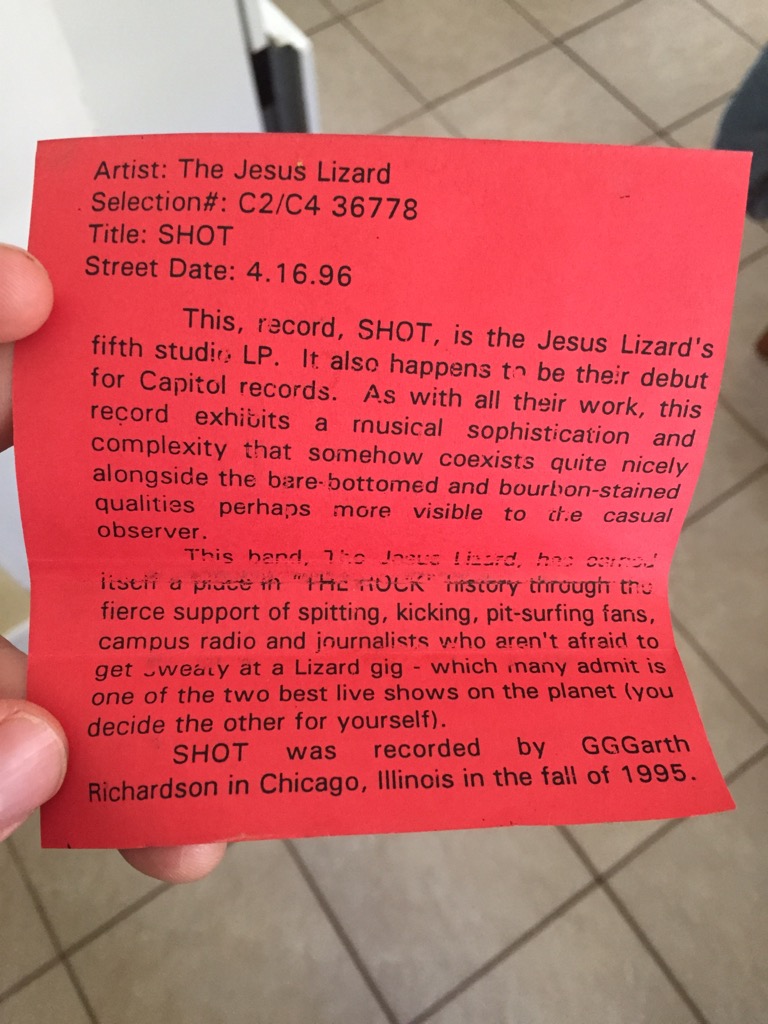 Artist: The Jesus Lizard
Selection#: C2/C4 36778
Title: SHOT
Street Date: 4.16.96
This, record, SHOT, is the Jesus Lizard's
fifth studio LP. It also happens to be their debut
for Capitol records. As with all their work, this
record exhibits a musical sophistication and
complexity that somehow coexists quite nicely
alongside the bare-bottomed and bourbon-stained
qualities perhaps more visible to the casual
observer.
This band, The Jesus Lizard, has earned
itself a place in "THE ROCK" history through the
fierce support of spitting, kicking, pit-surfing fans,
campus radio and journalists who aren't afraid to
get sweaty at a Lizard gig - which many admit is
one of the two best live shows on the planet (you
decide the other for yourself).
SHOT was recorded by GGGarth
Richardson in Chicago, Illinois in the fall of 1995.